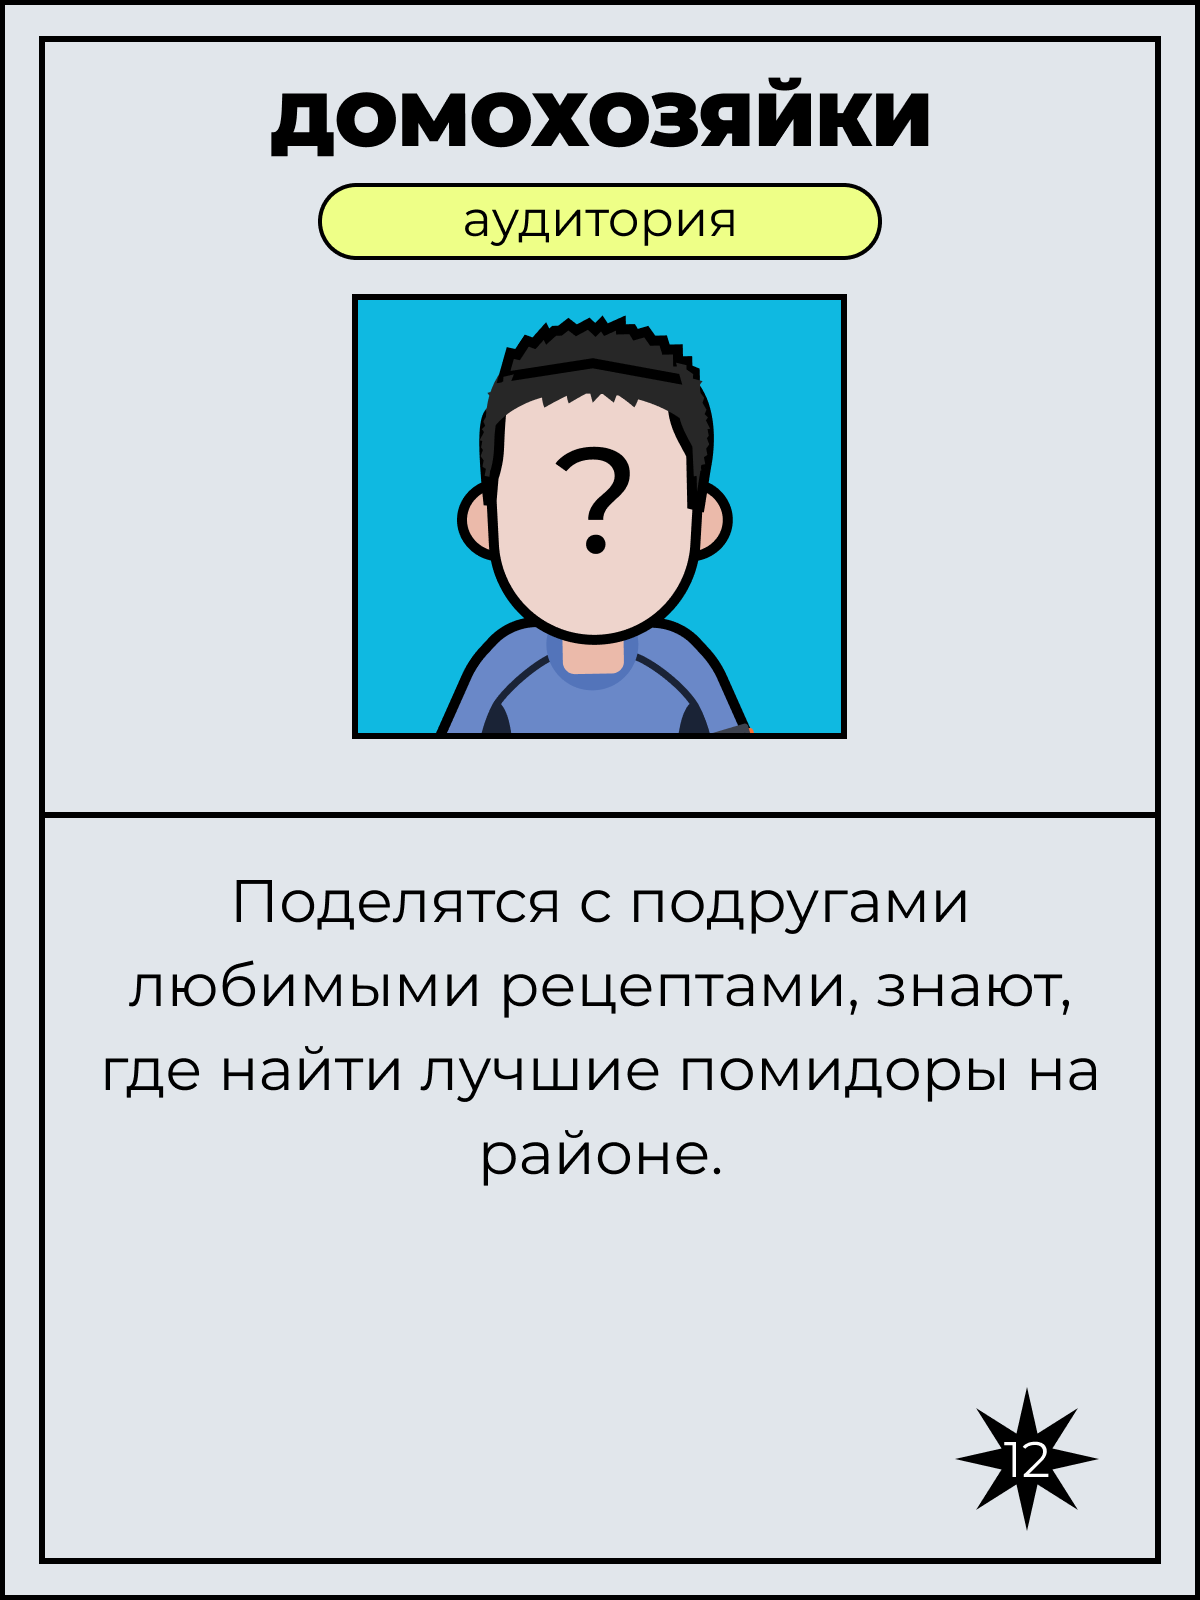 домохозяйки
аудитория
?
Поделятся с подругами
любимыми рецептами, знают,
где найти лучшие помидоры на
районе.
12